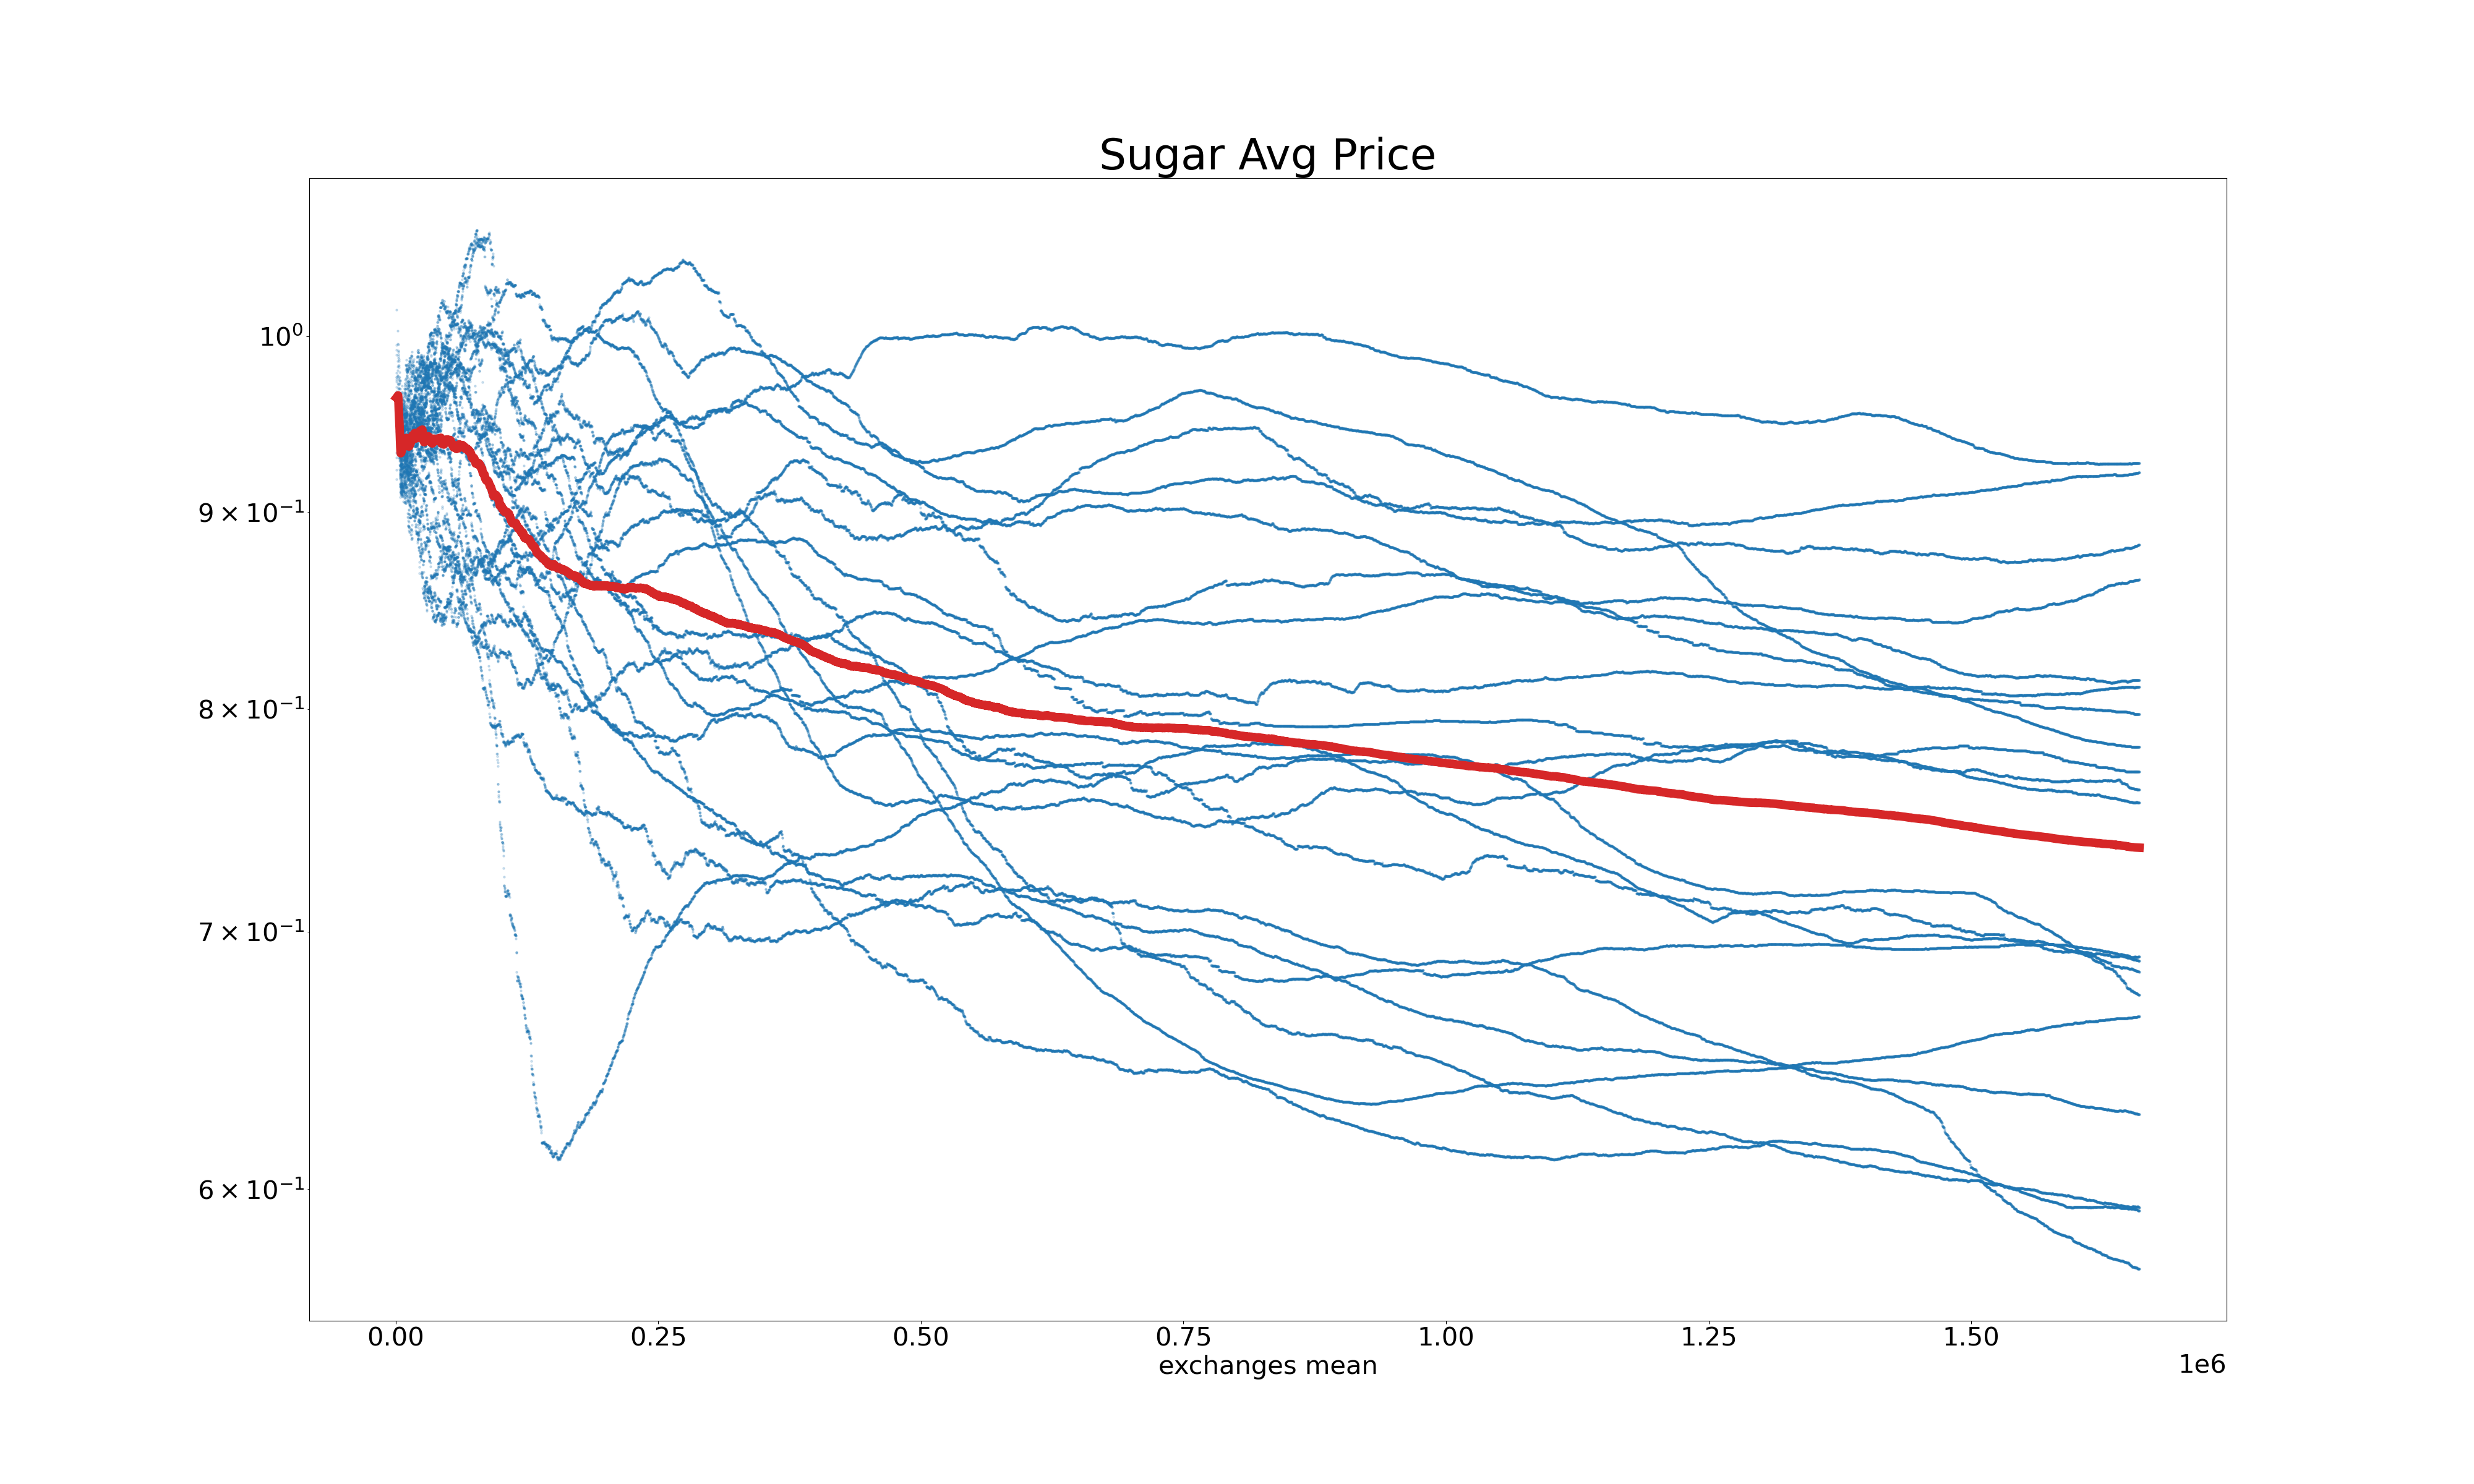 Sugar Avg Price
10⁰
9 × 10⁻¹
8 × 10⁻¹
7 × 10⁻¹
6 × 10⁻¹
0.00 0.25 0.50 0.75 1.00 1.25 1.50
exchanges mean 1e6